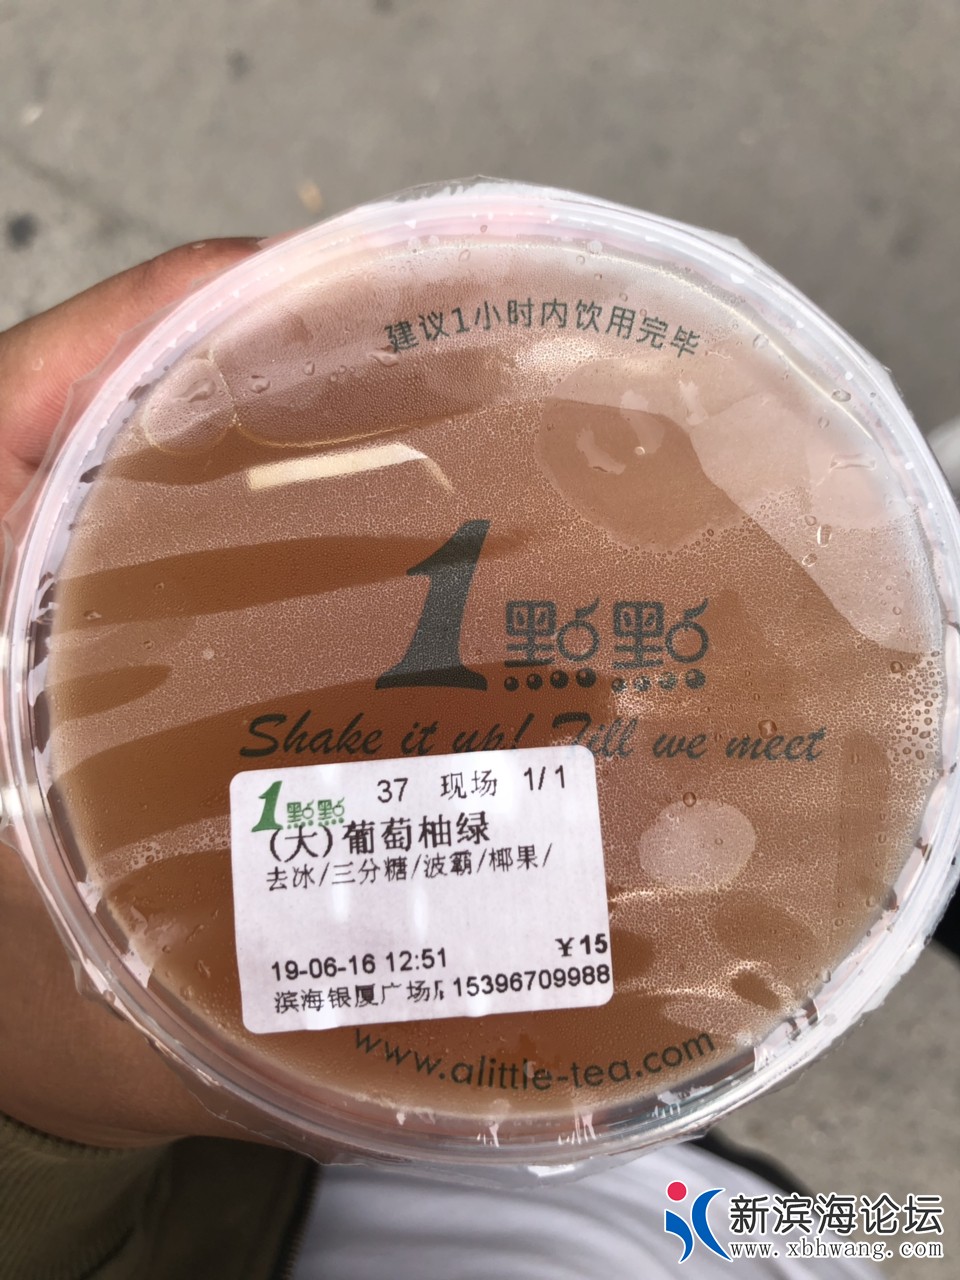 建议1小时内饮用完毕
1點點
Shake it up! Till we meet
1點點 37 现场 1/1
(大)葡萄柚绿
去冰/三分糖/波霸/椰果/
¥15
19-06-16 12:51
滨海银厦广场 15396709988
www.alittle-tea.com
新滨海论坛
www.xbhwang.com